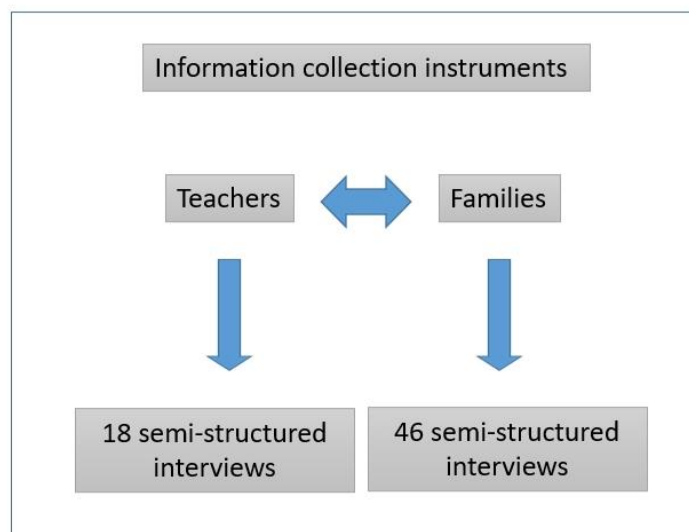 Information collection instruments
Teachers
Families
18 semi-structured
interviews
46 semi-structured
interviews